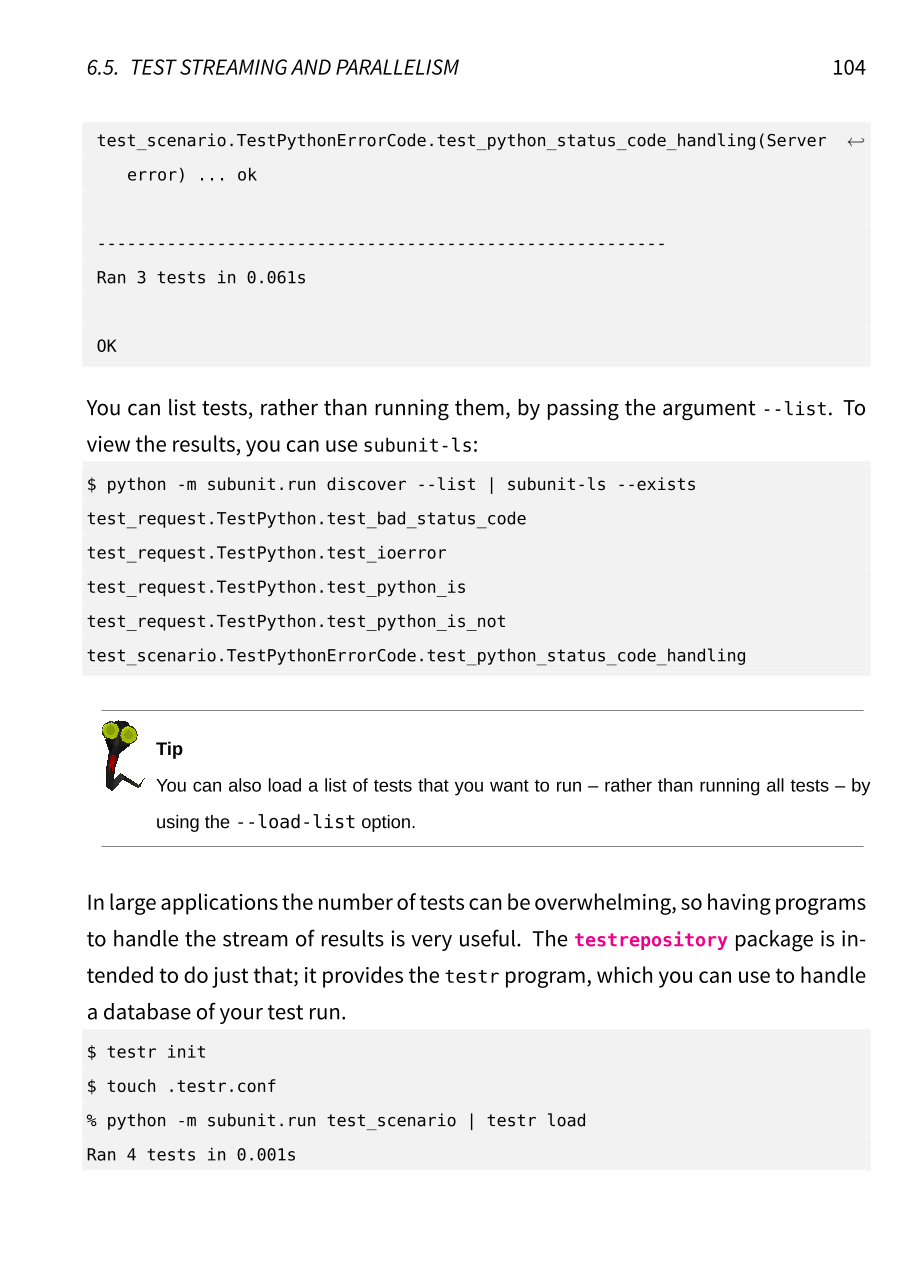 6.5. TEST STREAMING AND PARALLELISM 104
test_scenario.TestPythonErrorCode.test_python_status_code_handling(Server ↩
error) ... ok
---------------------------------------------------------
Ran 3 tests in 0.061s
OK
You can list tests, rather than running them, by passing the argument --list. To
view the results, you can use subunit-ls:
$ python -m subunit.run discover --list | subunit-ls --exists
test_request.TestPython.test_bad_status_code
test_request.TestPython.test_ioerror
test_request.TestPython.test_python_is
test_request.TestPython.test_python_is_not
test_scenario.TestPythonErrorCode.test_python_status_code_handling
Tip
You can also load a list of tests that you want to run – rather than running all tests – by
using the --load-list option.
In large applications the number of tests can be overwhelming, so having programs
to handle the stream of results is very useful. The testrepository package is in-
tended to do just that; it provides the testr program, which you can use to handle
a database of your test run.
$ testr init
$ touch .testr.conf
% python -m subunit.run test_scenario | testr load
Ran 4 tests in 0.001s